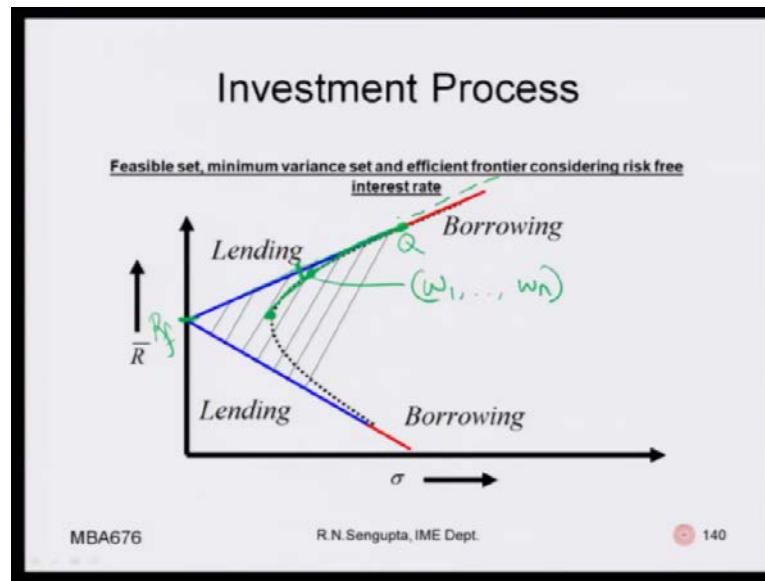 Investment Process
Feasible set, minimum variance set and efficient frontier considering risk free
interest rate
Lending
Borrowing
Q
(w₁, . . ., wₙ)
R_f
R̄
Lending
Borrowing
σ
MBA676
R.N.Sengupta, IME Dept.
140